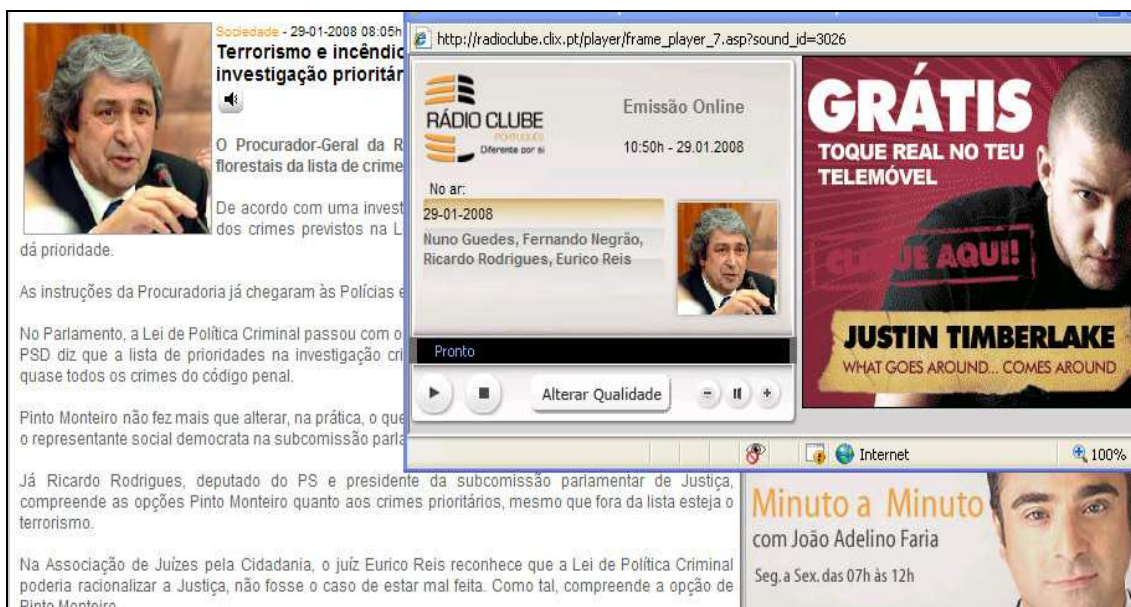 Sociedade - 29-01-2008 08:05h
Terrorismo e incêndio
investigação prioritár
O Procurador-Geral da R
florestais da lista de crime
De acordo com uma invest
dos crimes previstos na L
dá prioridade.
As instruções da Procuradoria já chegaram às Polícias e
No Parlamento, a Lei de Política Criminal passou com o
PSD diz que a lista de prioridades na investigação cri
quase todos os crimes do código penal.
Pinto Monteiro não fez mais que alterar, na prática, o que
o representante social democrata na subcomissão parla
Já Ricardo Rodrigues, deputado do PS e presidente da subcomissão parlamentar de Justiça,
compreende as opções Pinto Monteiro quanto aos crimes prioritários, mesmo que fora da lista esteja o
terrorismo.
Na Associação de Juízes pela Cidadania, o juíz Eurico Reis reconhece que a Lei de Política Criminal
poderia racionalizar a Justiça, não fosse o caso de estar mal feita. Como tal, compreende a opção de
Pinto Monteiro
http://radioclube.clix.pt/player/frame_player_7.asp?sound_id=3026
RÁDIO CLUBE
PORTUGUÊS
Diferente por si
Emissão Online
10:50h - 29.01.2008
No ar:
29-01-2008
Nuno Guedes, Fernando Negrão,
Ricardo Rodrigues, Eurico Reis
Pronto
Alterar Qualidade
GRÁTIS
TOQUE REAL NO TEU
TELEMÓVEL
CLIQUE AQUI!
JUSTIN TIMBERLAKE
WHAT GOES AROUND... COMES AROUND
Internet
100%
Minuto a Minuto
com João Adelino Faria
Seg. a Sex. das 07h às 12h